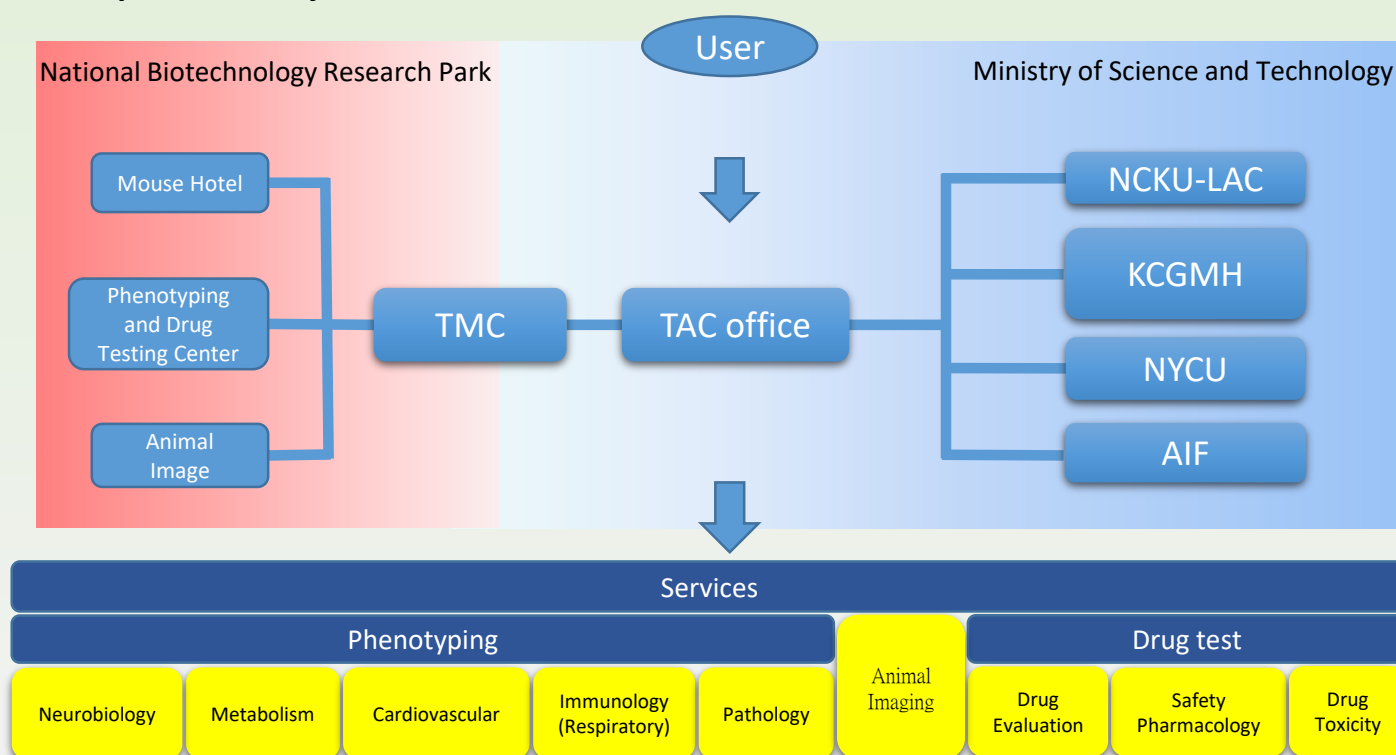 User
National Biotechnology Research Park
Ministry of Science and Technology
Mouse Hotel
Phenotyping
and Drug
Testing Center
Animal
Image
TMC
TAC office
NCKU-LAC
KCGMH
NYCU
AIF
Services
Phenotyping
Animal
Imaging
Drug test
Neurobiology
Metabolism
Cardiovascular
Immunology
(Respiratory)
Pathology
Drug
Evaluation
Safety
Pharmacology
Drug
Toxicity